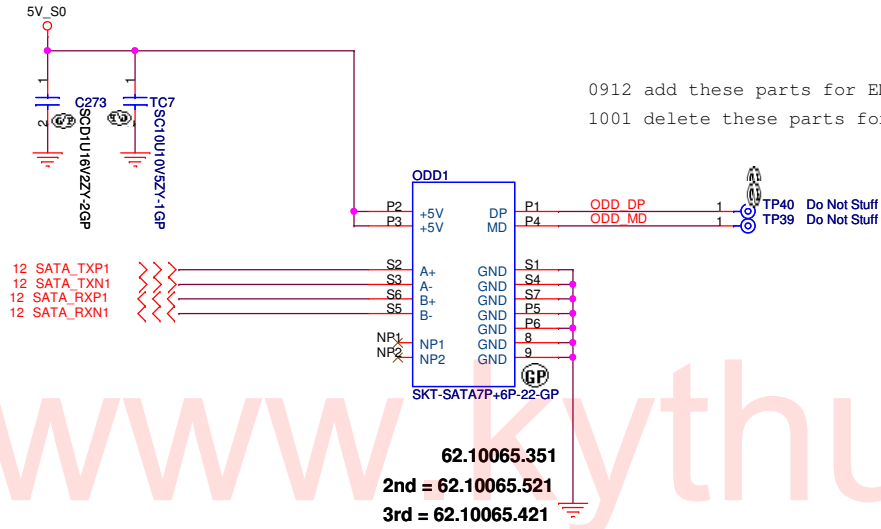 5V_S0
0912 add these parts for
1001 delete these parts for
1
C273
SCD1U16V2ZY-2GP
2
GP
1
TC7
SC10U10V5ZY-1GP
ODD1
P2 +5V
P3 +5V
DP P1 ODD_DP 1 TP40 Do Not Stuff
MD P4 ODD_MD 1 TP39 Do Not Stuff
12 SATA_TXP1 S2 A+
12 SATA_TXN1 S3 A-
12 SATA_RXP1 S6 B+
12 SATA_RXN1 S5 B-
GND S1
GND S4
GND S7
GND P5
GND P6
NP1 NP1 GND 8
NP2 NP2 GND 9
GP
SKT-SATA7P+6P-22-GP
62.10065.351
2nd = 62.10065.521
3rd = 62.10065.421
www.kythu